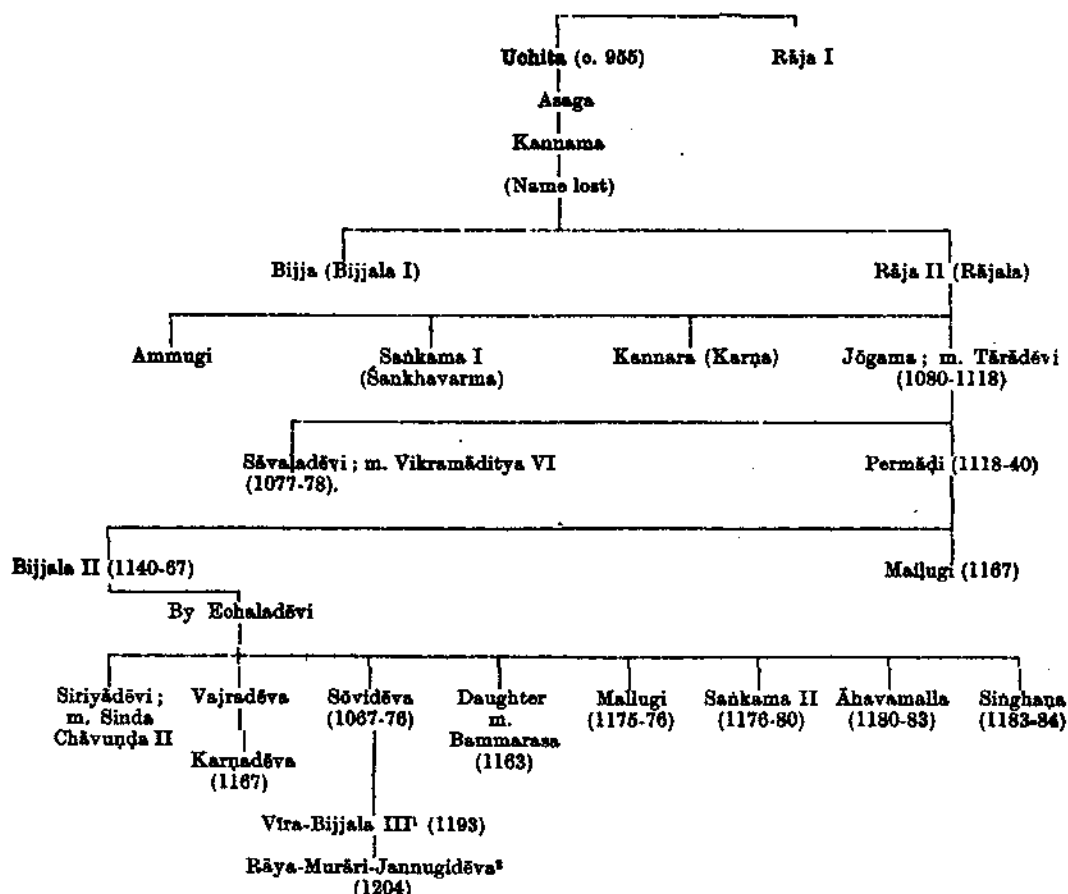 Uchita (c. 955) Rāja I
Asaga
Kannama
(Name lost)
Bijja (Bijjala I) Rāja II (Rājala)
Ammugi Saṅkama I Kannara (Karṇa) Jōgama ; m. Tārādēvi
(Śankhavarma) (1080-1118)
Sāvaladēvi ; m. Vikramāditya VI Permāḍi (1118-40)
(1077-78).
Bijjala II (1140-67) Maiḷugi (1167)
By Echaladēvi
Siriyādēvi ; Vajradēva Sōvidēva Daughter Mallugi Saṅkama II Āhavamalla Singhaṇa
m. Sinda (1067-76) m. (1175-76) (1176-80) (1180-83) (1183-84)
Chāvuṇḍa II Bammarasa
Karṇadēva (1163)
(1167)
Vīra-Bijjala III¹ (1193)
Rāya-Murāri-Jannugidēva² 
(1204)